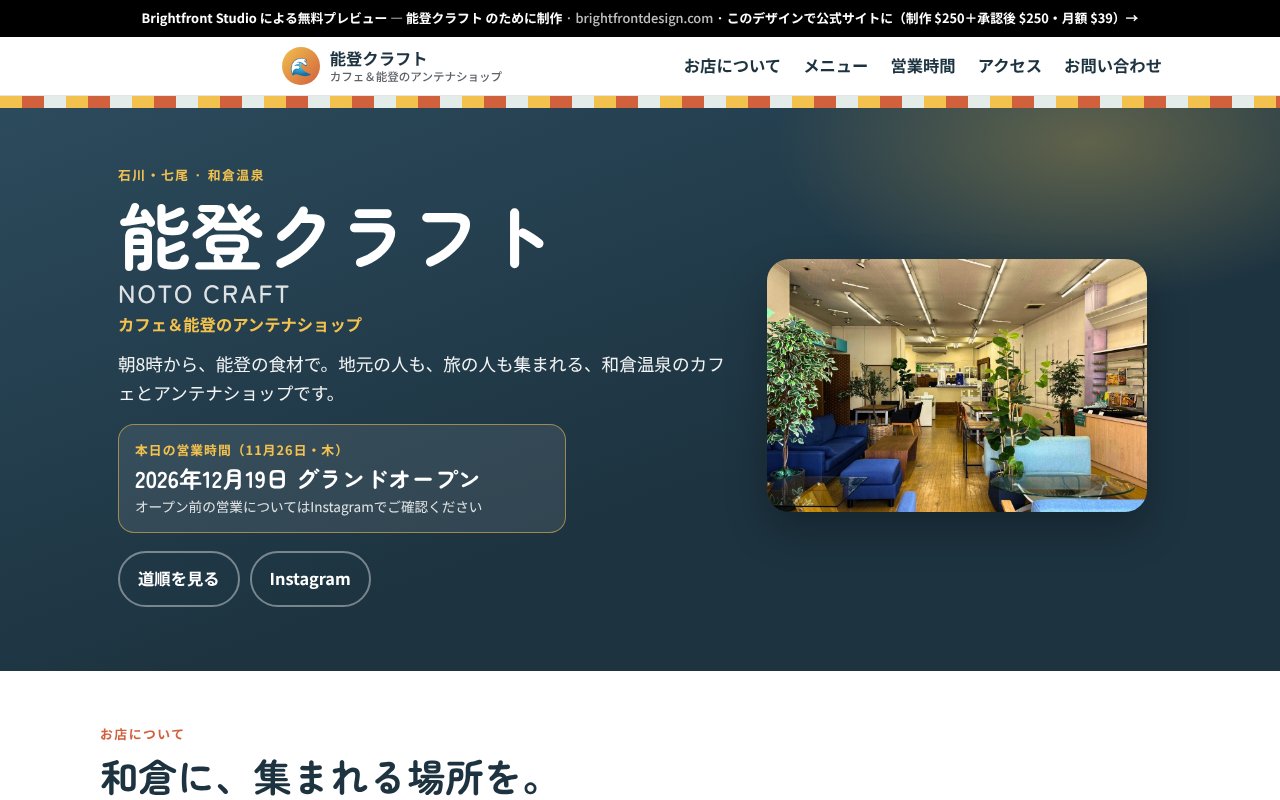 Brightfront Studio による無料プレビュー — 能登クラフト のために制作 · brightfrontdesign.com · このデザインで公式サイトに（制作 $250＋承認後 $250・月額 $39）→
能登クラフト
カフェ＆能登のアンテナショップ
お店について メニュー 営業時間 アクセス お問い合わせ
石川・七尾 · 和倉温泉
能登クラフト
NOTO CRAFT
カフェ＆能登のアンテナショップ
朝8時から、能登の食材で。地元の人も、旅の人も集まれる、和倉温泉のカフ
ェとアンテナショップです。
本日の営業時間（11月26日・木）
2026年12月19日 グランドオープン
オープン前の営業についてはInstagramでご確認ください
道順を見る Instagram
お店について
和倉に、集まれる場所を。